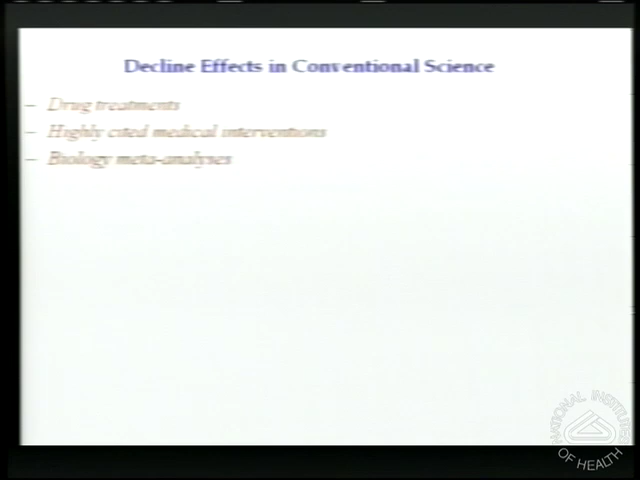 Decline Effects in Conventional Science
– Drug treatments
– Highly cited medical interventions
– Biology meta-analyses
NATIONAL INSTITUTES
OF HEALTH